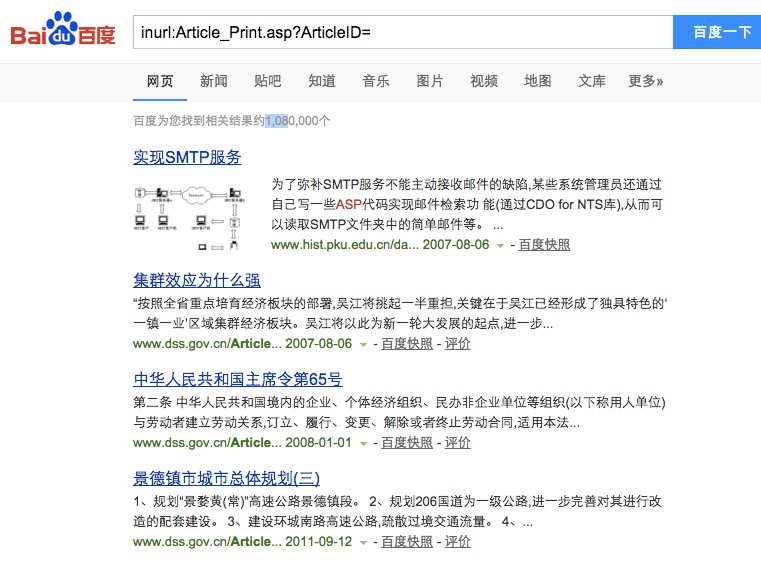 Bai du 百度
inurl:Article_Print.asp?ArticleID=
百度一下
网页 新闻 贴吧 知道 音乐 图片 视频 地图 文库 更多»
百度为您找到相关结果约1,080,000个
实现SMTP服务
为了弥补SMTP服务不能主动接收邮件的缺陷,某些系统管理员还通过
自己写一些ASP代码实现邮件检索功 能(通过CDO for NTS库),从而可
以读取SMTP文件夹中的简单邮件等。 ...
www.hist.pku.edu.cn/da... 2007-08-06 - 百度快照
集群效应为什么强
“按照全省重点培育经济板块的部署,吴江将挑起一半重担,关键在于吴江已经形成了独具特色的‘
一镇一业’区域集群经济板块。吴江将以此为新一轮大发展的起点,进一步...
www.dss.gov.cn/Article... 2007-08-06 - 百度快照 - 评价
中华人民共和国主席令第65号
第二条 中华人民共和国境内的企业、个体经济组织、民办非企业单位等组织(以下称用人单位)
与劳动者建立劳动关系,订立、履行、变更、解除或者终止劳动合同,适用本法...
www.dss.gov.cn/Article... 2008-01-01 - 百度快照 - 评价
景德镇市城市总体规划(三)
1、规划“景婺黄(常)”高速公路景德镇段。 2、规划206国道为一级公路,进一步完善对其进行改
造的配套建设。 3、建设环城南路高速公路,疏散过境交通流量。 4、...
www.dss.gov.cn/Article... 2011-09-12 - 百度快照 - 评价